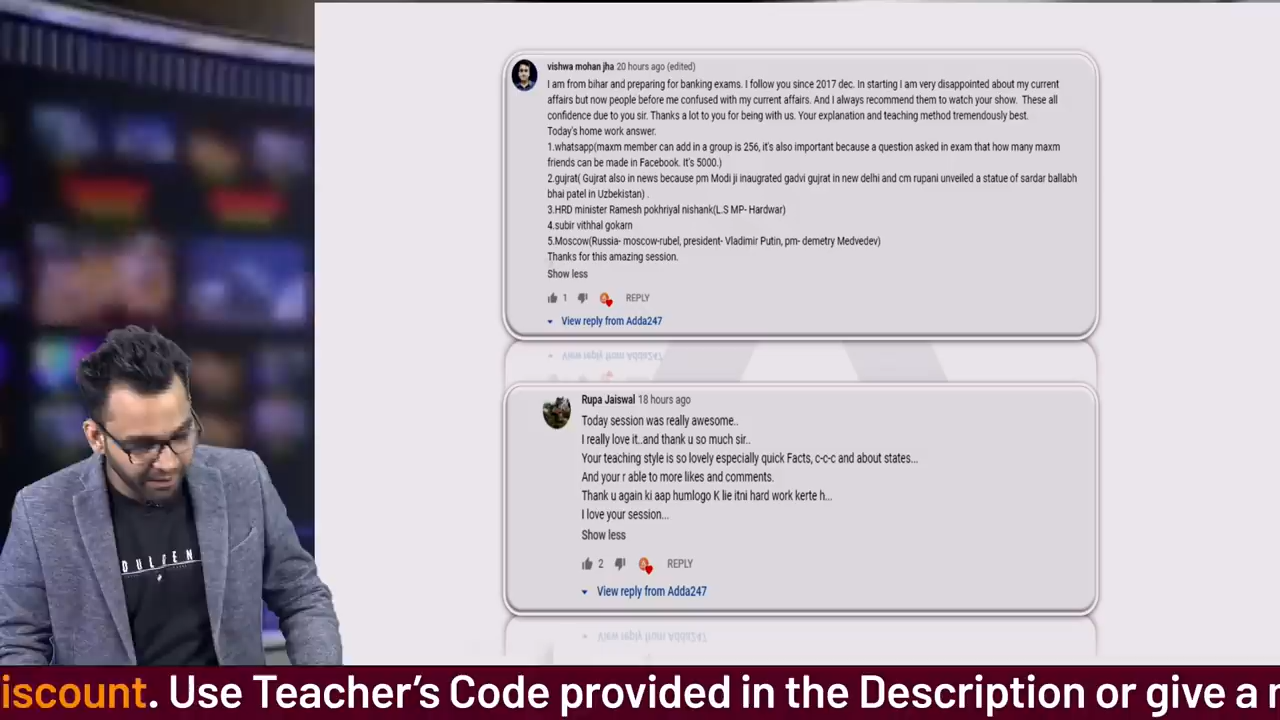 vishwa mohan jha 20 hours ago (edited)
I am from bihar and preparing for banking exams. I follow you since 2017 dec. In starting I am very disappointed about my current
affairs but now people before me confused with my current affairs. And I always recommend them to watch your show. These all
confidence due to you sir. Thanks a lot to you for being with us. Your explanation and teaching method tremendously best.
Today's home work answer.
1.whatsapp(maxm member can add in a group is 256, it's also important because a question asked in exam that how many maxm
friends can be made in Facebook. It's 5000.)
2.gujrat( Gujrat also in news because pm Modi ji inaugrated gadvi gujrat in new delhi and cm rupani unveiled a statue of sardar ballabh
bhai patel in Uzbekistan) .
3.HRD minister Ramesh pokhriyal nishank(L.S MP- Hardwar)
4.subir vithhal gokarn
5.Moscow(Russia- moscow-rubel, president- Vladimir Putin, pm- demetry Medvedev)
Thanks for this amazing session.
Show less
1 REPLY
View reply from Adda247
View reply from Adda247
Rupa Jaiswal 18 hours ago
Today session was really awesome..
I really love it..and thank u so much sir..
Your teaching style is so lovely especially quick Facts, c-c-c and about states...
And your r able to more likes and comments.
Thank u again ki aap humlogo K lie itni hard work kerte h...
I love your session...
Show less
2 REPLY
View reply from Adda247
View reply from Adda247
DULDEN
iscount. Use Teacher's Code provided in the Description or give a